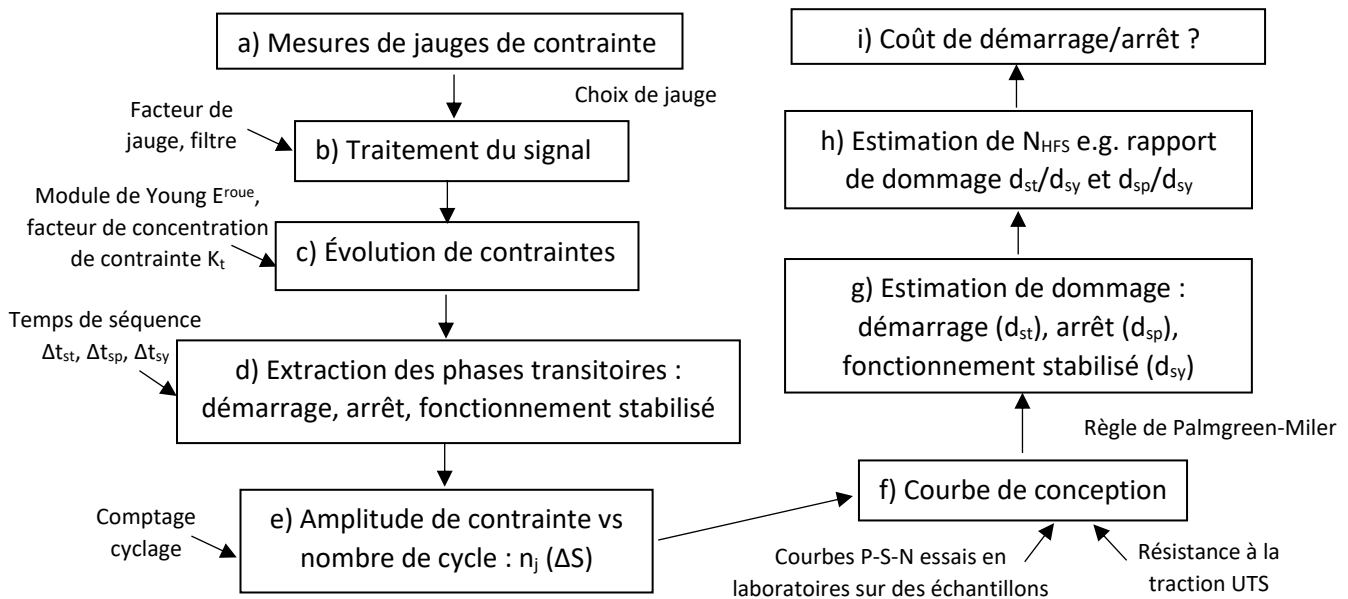 a) Mesures de jauges de contrainte
Choix de jauge
Facteur de
jauge, filtre
b) Traitement du signal
Module de Young Eʳᵒᵘᵉ,
facteur de concentration
de contrainte Kₜ
c) Évolution de contraintes
Temps de séquence
Δtst, Δtsp, Δtsy
d) Extraction des phases transitoires :
démarrage, arrêt, fonctionnement stabilisé
Comptage
cyclage
e) Amplitude de contrainte vs
nombre de cycle : nj (ΔS)
i) Coût de démarrage/arrêt ?
h) Estimation de NHFS e.g. rapport
de dommage dst/dsy et dsp/dsy
g) Estimation de dommage :
démarrage (dst), arrêt (dsp),
fonctionnement stabilisé (dsy)
Règle de Palmgreen-Miler
f) Courbe de conception
Courbes P-S-N essais en
laboratoires sur des échantillons
Résistance à la
traction UTS